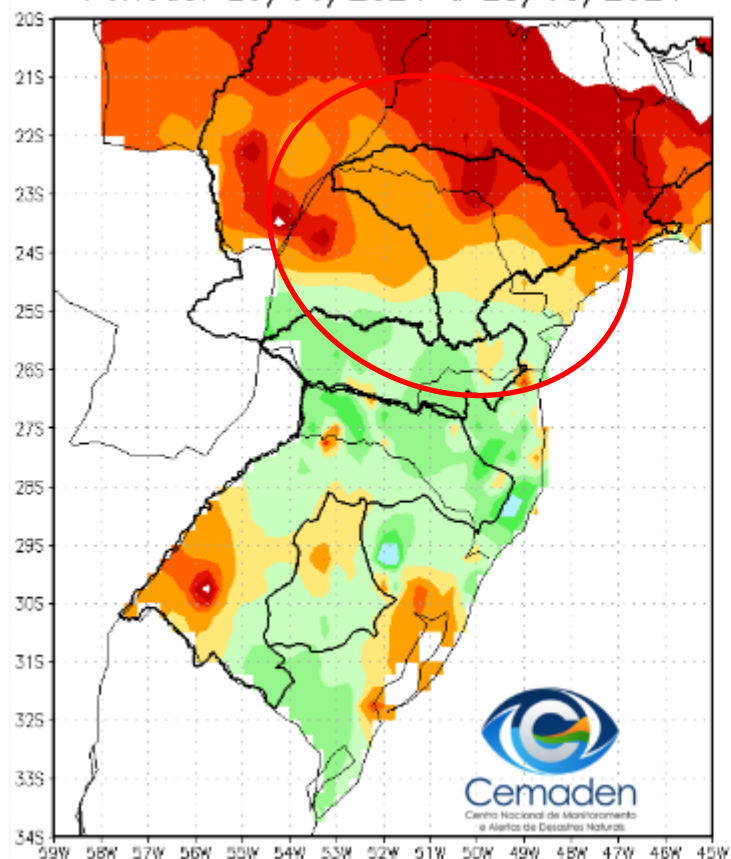 20S
21S
22S
23S
24S
25S
26S
27S
28S
29S
30S
31S
32S
33S
34S
Cemaden
Centro Nacional de Monitoramento
e Alertas de Desastres Naturais
59W 58W 57W 56W 55W 54W 53W 52W 51W 50W 49W 48W 47W 46W 45W